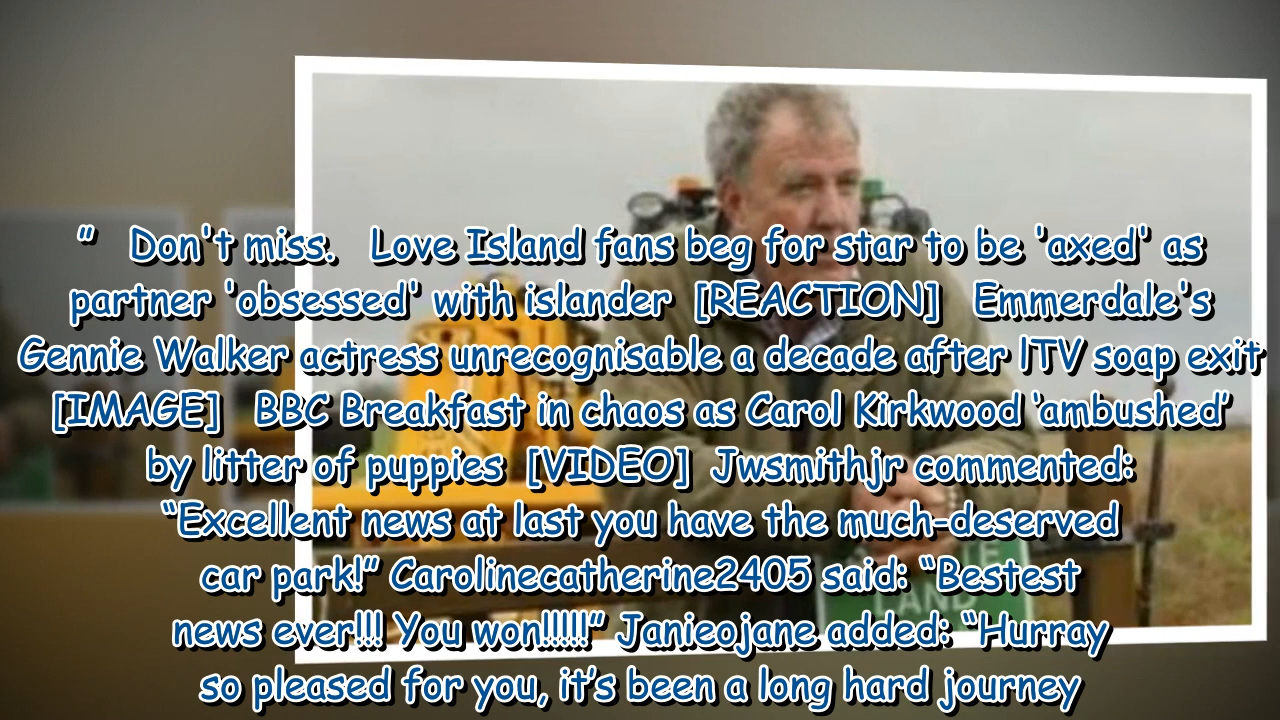 ”   Don't miss.   Love Island fans beg for star to be 'axed' as
partner 'obsessed' with islander  [REACTION]   Emmerdale's
Gennie Walker actress unrecognisable a decade after lTV soap exit
[IMAGE]   BBC Breakfast in chaos as Carol Kirkwood ‘ambushed’
by litter of puppies  [VIDEO]  Jwsmithjr commented:
“Excellent news at last you have the much-deserved
car park!” Carolinecatherine2405 said: “Bestest
news ever!!! You won!!!!!” Janieojane added: “Hurray
so pleased for you, it’s been a long hard journey